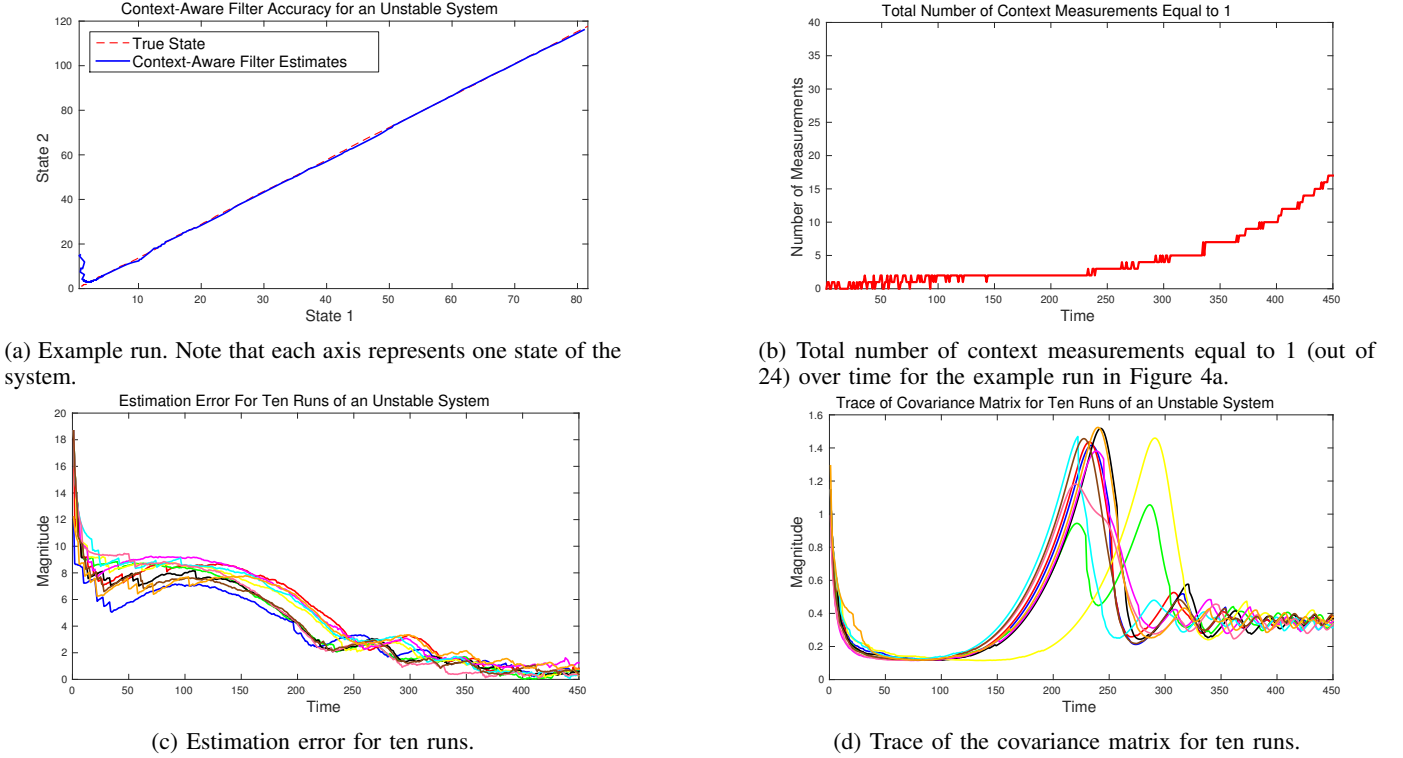 Context-Aware Filter Accuracy for an Unstable System
120
100
80
60
40
20
0
State 2
True State
Context-Aware Filter Estimates
10 20 30 40 50 60 70 80
State 1
(a) Example run. Note that each axis represents one state of the
system.
Total Number of Context Measurements Equal to 1
40
35
30
25
20
15
10
5
0
Number of Measurements
50 100 150 200 250 300 350 400 450
Time
(b) Total number of context measurements equal to 1 (out of
24) over time for the example run in Figure 4a.
Estimation Error For Ten Runs of an Unstable System
20
18
16
14
12
10
8
6
4
2
0
Magnitude
0 50 100 150 200 250 300 350 400 450
Time
(c) Estimation error for ten runs.
Trace of Covariance Matrix for Ten Runs of an Unstable System
1.6
1.4
1.2
1
0.8
0.6
0.4
0.2
0
Magnitude
0 50 100 150 200 250 300 350 400 450
Time
(d) Trace of the covariance matrix for ten runs.